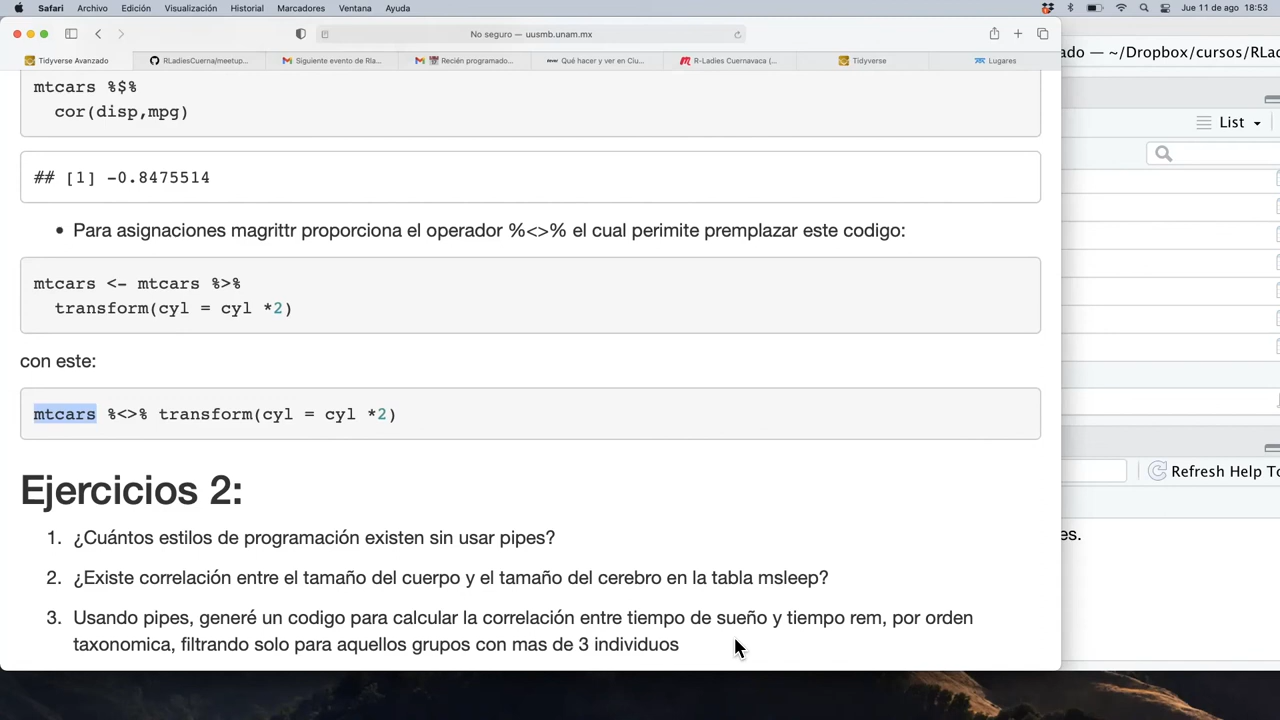 Safari Archivo Edición Visualización Historial Marcadores Ventana Ayuda Jue 11 de ago 18:53
No seguro — uusmb.unam.mx
ado — ~/Dropbox/cursos/RLa
Tidyverse Avanzado RLadiesCuerna/meetup... Siguiente evento de Rla... Recién programado... Qué hacer y ver en Ciu... R-Ladies Cuernavaca (... Tidyverse Lugares
mtcars %$%
cor(disp,mpg)
List
## [1] -0.8475514
• Para asignaciones magrittr proporciona el operador %<>% el cual perimite premplazar este codigo:
mtcars <- mtcars %>%
transform(cyl = cyl *2)
con este:
mtcars %<>% transform(cyl = cyl *2)
Refresh Help To
Ejercicios 2:
1. ¿Cuántos estilos de programación existen sin usar pipes?
es.
2. ¿Existe correlación entre el tamaño del cuerpo y el tamaño del cerebro en la tabla msleep?
3. Usando pipes, generé un codigo para calcular la correlación entre tiempo de sueño y tiempo rem, por orden
taxonomica, filtrando solo para aquellos grupos con mas de 3 individuos